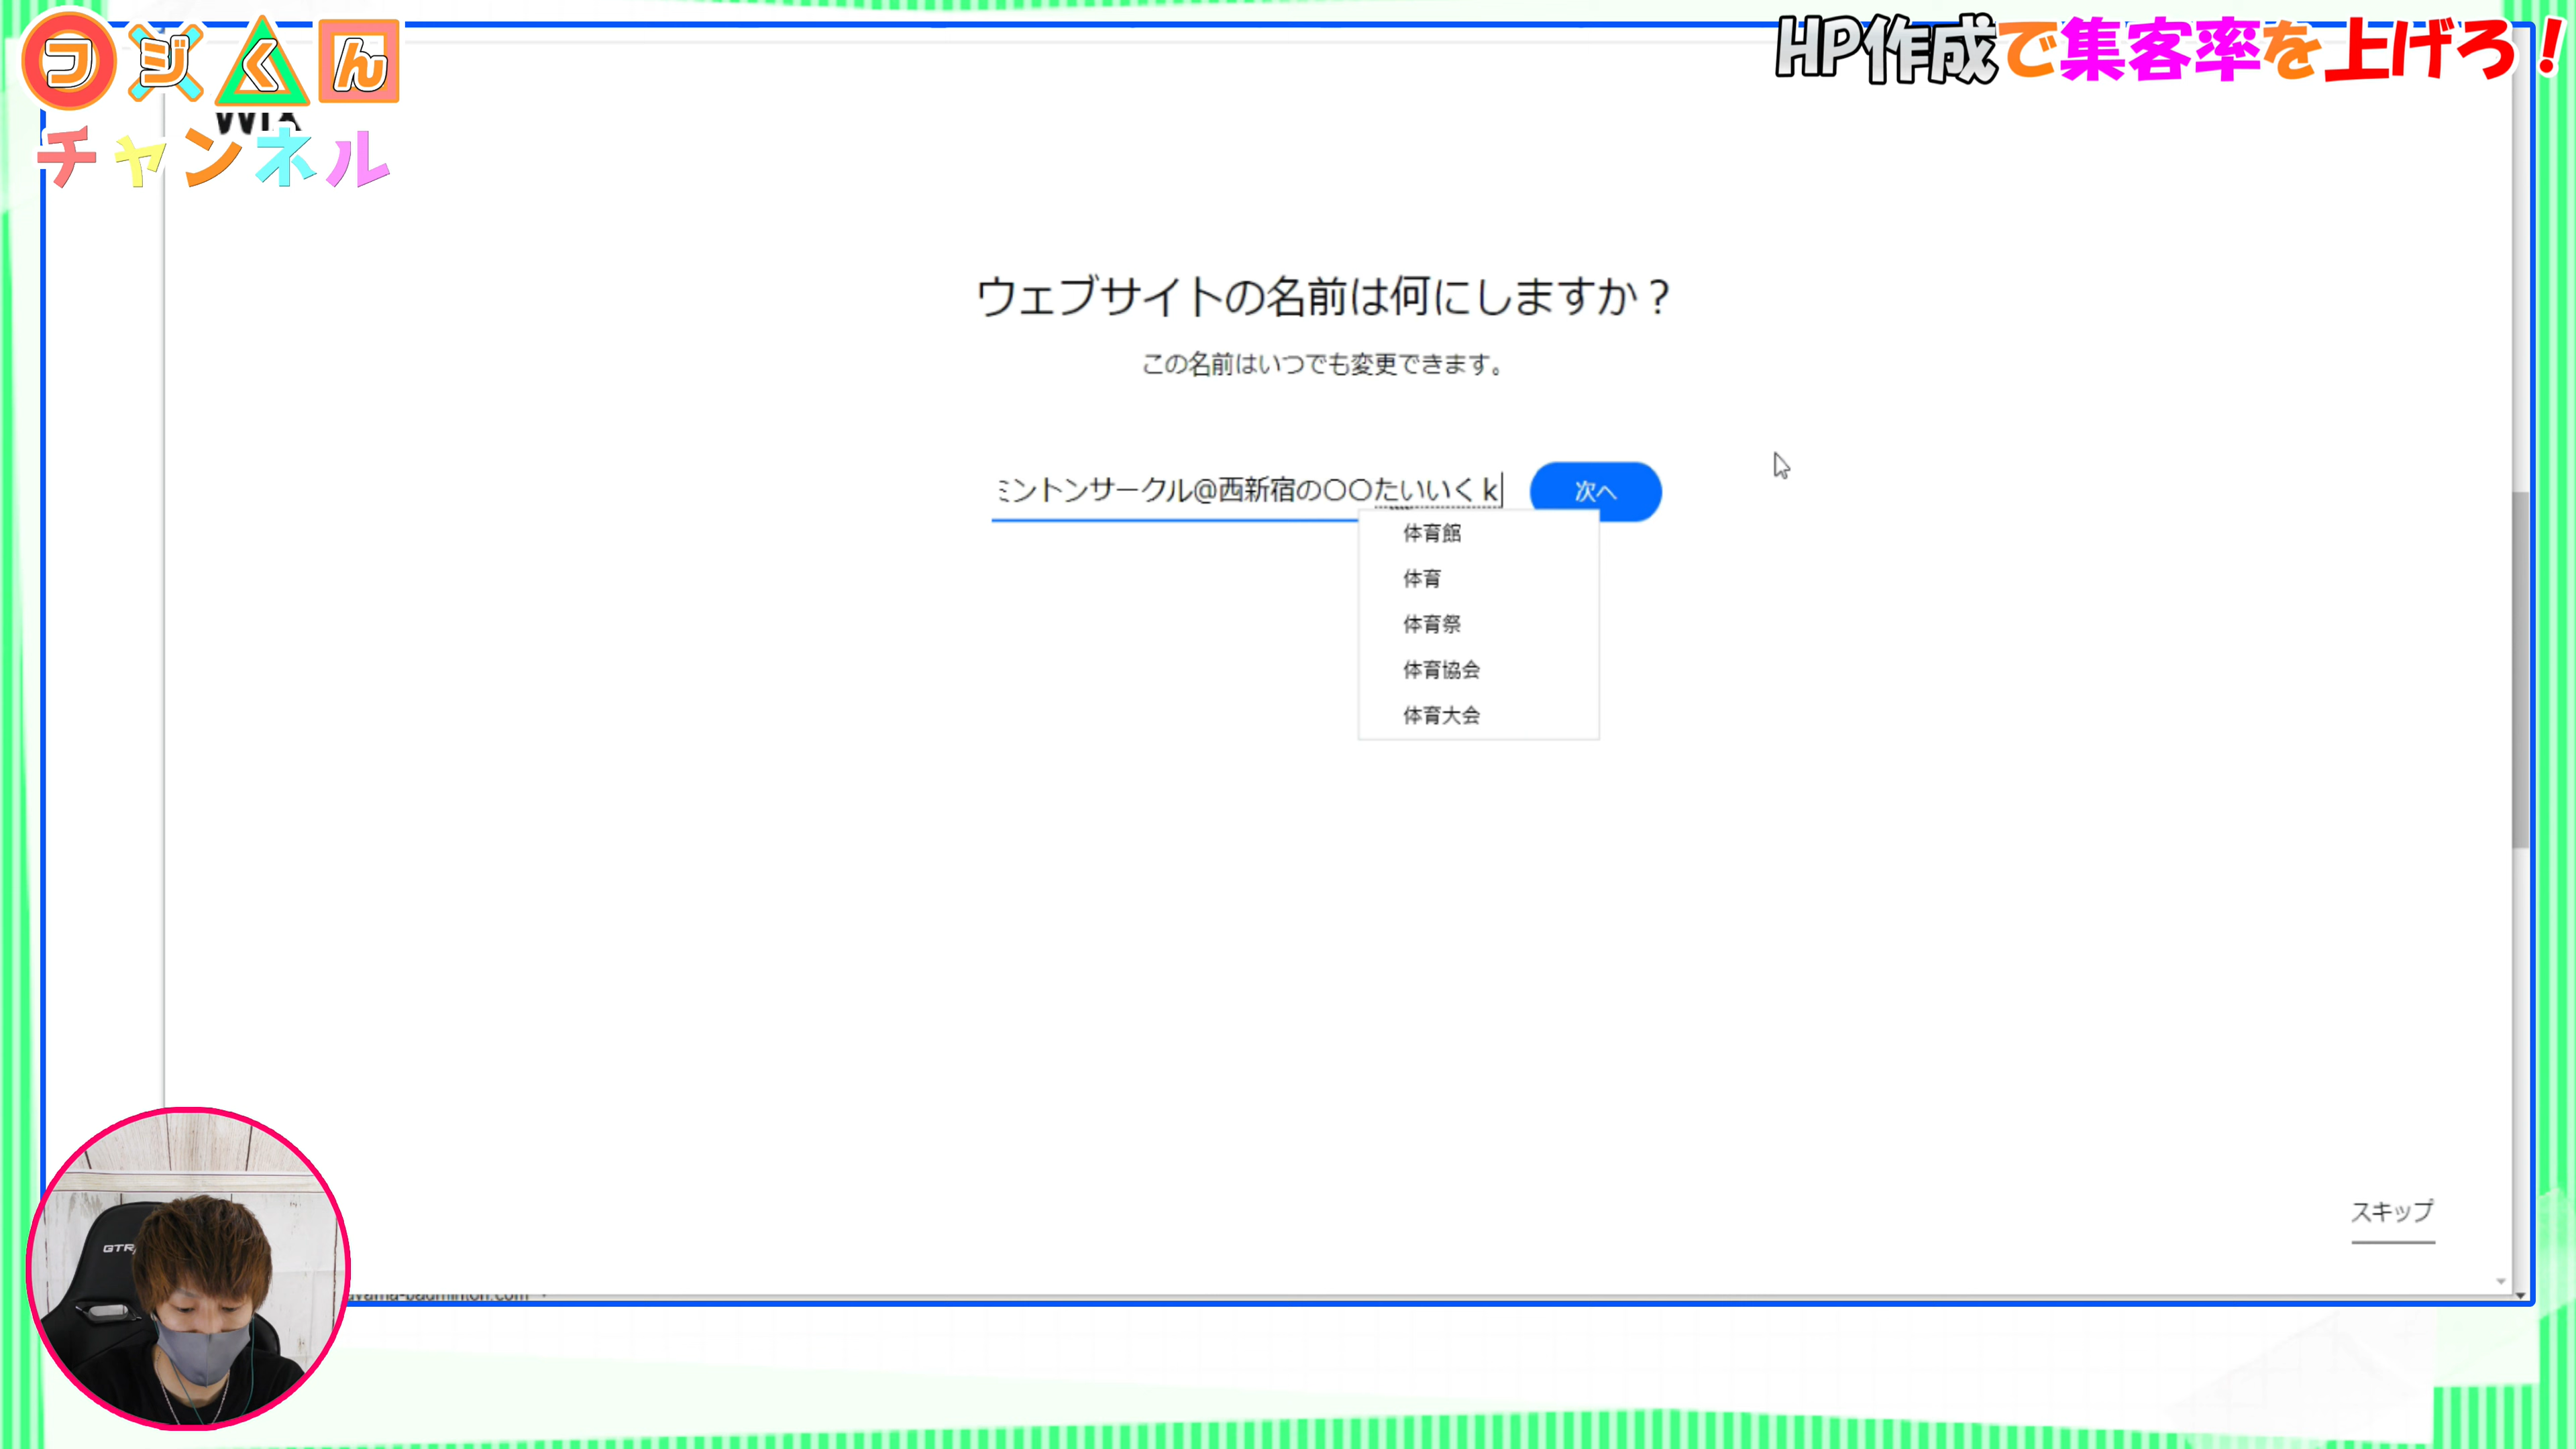 フジくん
チャンネル
HP作成で集客率を上げろ！
WIX
ウェブサイトの名前は何にしますか？
この名前はいつでも変更できます。
ミントンサークル@西新宿の〇〇たいいくk
次へ
体育館
体育
体育祭
体育協会
体育大会
スキップ
GTR